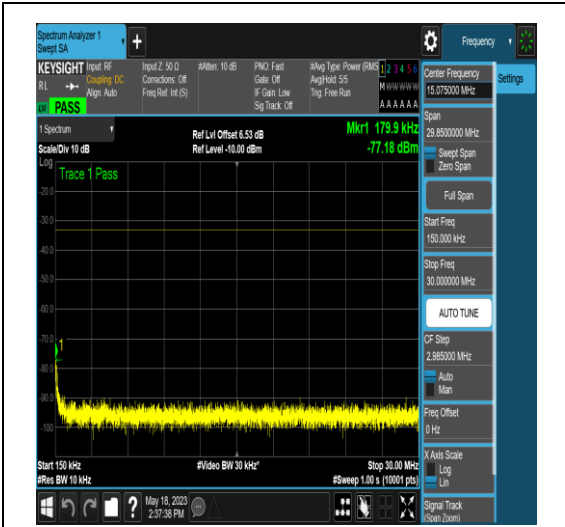 Spectrum Analyzer 1
Swept SA
Frequency
KEYSIGHT
RL
PASS
Input: RF
Coupling: DC
Align: Auto
Input Z: 50 Ω
Corrections: Off
Freq Ref: Int (S)
#Atten: 10 dB
PNO: Fast
Gate: Off
IF Gain: Low
Sig Track: Off
#Avg Type: Power (RMS
Avg|Hold: 5/5
Trig: Free Run
1 2 3 4 5 6
M W W W W W
A A A A A A
Center Frequency
15.075000 MHz
Settings
Span
29.8500000 MHz
Swept Span
Zero Span
Full Span
Start Freq
150.000 kHz
Stop Freq
30.000000 MHz
AUTO TUNE
CF Step
2.985000 MHz
Auto
Man
Freq Offset
0 Hz
X Axis Scale
Log
Lin
Signal Track
(Span Zoom)
1 Spectrum
Scale/Div 10 dB
Ref Lvl Offset 6.53 dB
Ref Level -10.00 dBm
Mkr1 179.9 kHz
-77.18 dBm
Log
Trace 1 Pass
-20.0
-30.0
-40.0
-50.0
-60.0
-70.0
1
-80.0
-90.0
-100
Start 150 kHz
#Video BW 30 kHz*
Stop 30.00 MHz
#Res BW 10 kHz
#Sweep 1.00 s (10001 pts)
?
May 18, 2023
2:37:38 PM